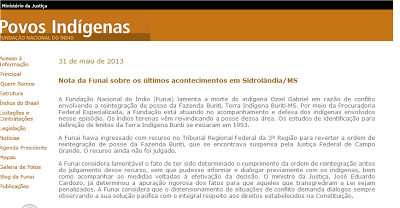 Ministério da Justiça
Povos Indígenas
FUNDAÇÃO NACIONAL DO ÍNDIO
Acesso à
Informação
Principal
Quem Somos
Estrutura
Índios do Brasil
Licitações e
Contratações
Legislação
Notícias
Agenda Presidente
Mapas
Galeria de Fotos
Blog da Funai
Publicações
31 de maio de 2013
Nota da Funai sobre os últimos acontecimentos em Sidrolândia/MS
A Fundação Nacional do Índio (Funai) lamenta a morte do indígena Oziel Gabriel em razão de conflito
envolvendo a reintegração de posse da Fazenda Buriti, Terra Indígena Buriti-MS. Por meio da Procuradoria
Federal Especializada, a Fundação está atuando no acompanhamento e defesa dos indígenas envolvidos
nesse episódio. Os índios terenas vêm reivindicando a posse dessa área. Os estudos de identificação para
definição de limites da Terra Indígena Buriti se iniciaram em 1993.
A Funai havia ingressado com recurso no Tribunal Regional Federal da 3ª Região para reverter a ordem de
reintegração de posse da Fazenda Buriti, que se encontrava suspensa pela Justiça Federal de Campo
Grande. O recurso ainda não foi julgado.
A Funai considera lamentável o fato de ter sido determinado o cumprimento da ordem de reintegração antes
do julgamento desse recurso, sem que pudesse informar e dialogar previamente com os indígenas, bem
como acompanhar as medidas voltadas à efetivação da decisão. O ministro da Justiça, José Eduardo
Cardozo, já determinou a apuração rigorosa dos fatos para que aqueles que transgrediram a Lei sejam
penalizados. A Funai considera que o distensionamento de situações de conflito demanda diálogos sempre
observando a sua solução pacífica com o integral respeito aos direitos estabelecidos na Constituição.